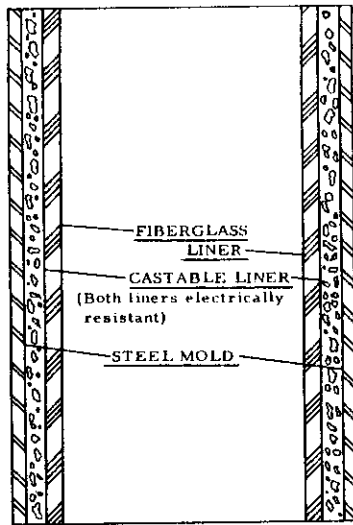 FIBERGLASS
LINER
CASTABLE LINER
(Both liners electrically
resistant)
STEEL MOLD